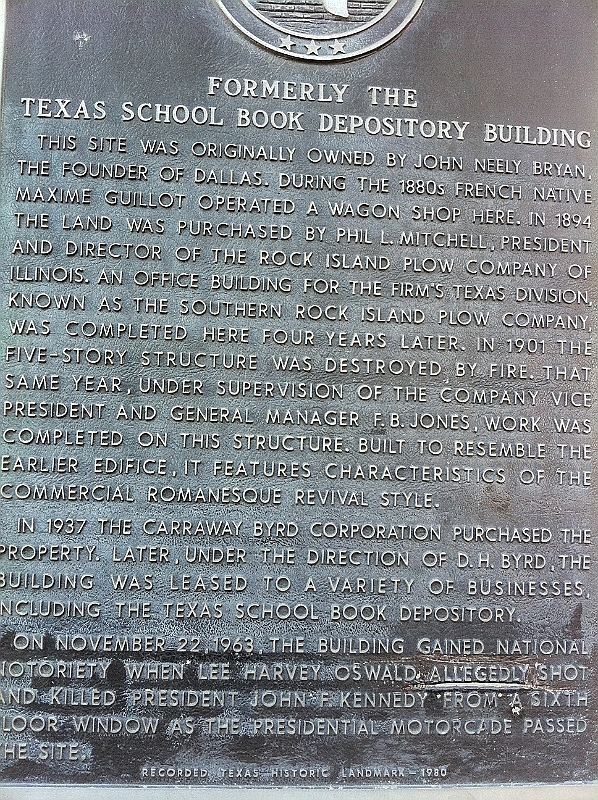 FORMERLY THE
TEXAS SCHOOL BOOK DEPOSITORY BUILDING
THIS SITE WAS ORIGINALLY OWNED BY JOHN NEELY BRYAN,
THE FOUNDER OF DALLAS. DURING THE 1880s FRENCH NATIVE
MAXIME GUILLOT OPERATED A WAGON SHOP HERE. IN 1894
THE LAND WAS PURCHASED BY PHIL L. MITCHELL, PRESIDENT
AND DIRECTOR OF THE ROCK ISLAND PLOW COMPANY OF
ILLINOIS. AN OFFICE BUILDING FOR THE FIRM'S TEXAS DIVISION,
KNOWN AS THE SOUTHERN ROCK ISLAND PLOW COMPANY,
WAS COMPLETED HERE FOUR YEARS LATER. IN 1901 THE
FIVE-STORY STRUCTURE WAS DESTROYED BY FIRE. THAT
SAME YEAR, UNDER SUPERVISION OF THE COMPANY VICE
PRESIDENT AND GENERAL MANAGER F. B. JONES, WORK WAS
COMPLETED ON THIS STRUCTURE. BUILT TO RESEMBLE THE
EARLIER EDIFICE, IT FEATURES CHARACTERISTICS OF THE
COMMERCIAL ROMANESQUE REVIVAL STYLE.
IN 1937 THE CARRAWAY BYRD CORPORATION PURCHASED THE
PROPERTY. LATER, UNDER THE DIRECTION OF D. H. BYRD, THE
BUILDING WAS LEASED TO A VARIETY OF BUSINESSES,
NCLUDING THE TEXAS SCHOOL BOOK DEPOSITORY.
ON NOVEMBER 22, 1963, THE BUILDING GAINED NATIONAL
NOTORIETY WHEN LEE HARVEY OSWALD ALLEGEDLY SHOT
AND KILLED PRESIDENT JOHN F. KENNEDY FROM A SIXTH
LOOR WINDOW AS THE PRESIDENTIAL MOTORCADE PASSED
HE SITE.
RECORDED TEXAS HISTORIC LANDMARK - 1980